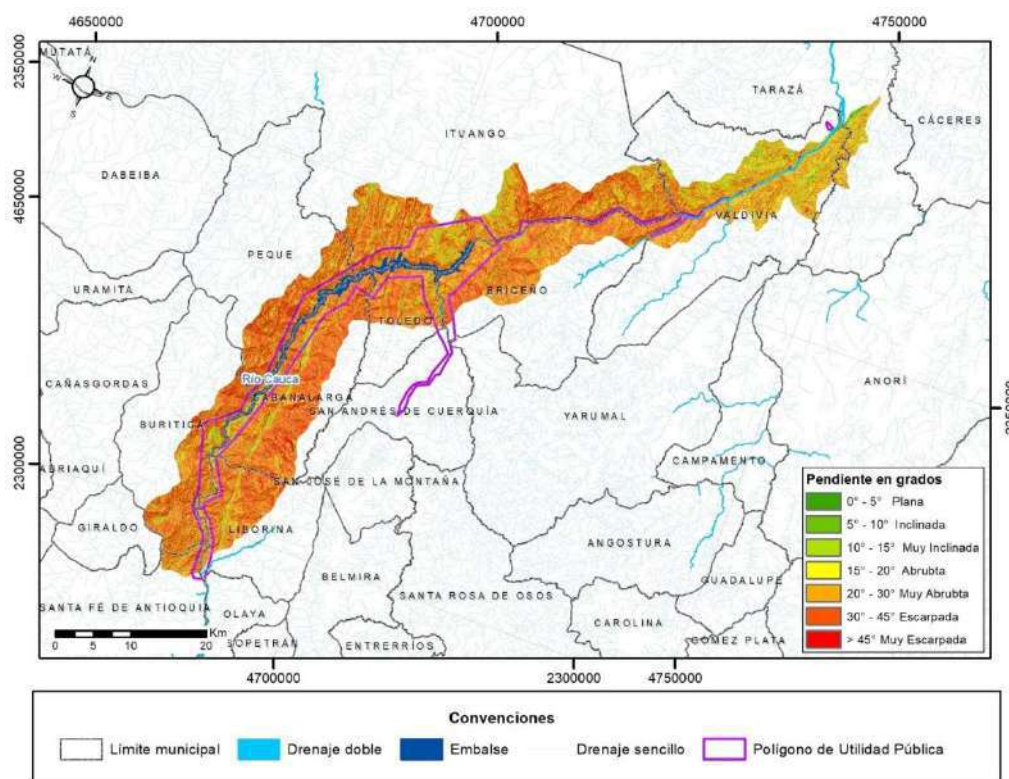 4650000
4700000
4750000
2350000
MUTATÁ
N
W
E
S
TARAZÁ
CÁCERES
ITUANGO
DABEIBA
4650000
VALDIVIA
PEQUE
URAMITA
BRICEÑO
TOLEDO
CAÑASGORDAS
Río Cauca
ANORÍ
SABANALARGA
SAN ANDRÉS DE CUERQUÍA
YARUMAL
BURITICÁ
2300000
ABRIAQUÍ
CAMPAMENTO
SAN JOSÉ DE LA MONTAÑA
GIRALDO
LIBORINA
ANGOSTURA
BELMIRA
GUADALUPE
SANTA FÉ DE ANTIOQUIA
SANTA ROSA DE OSOS
OLAYA
CAROLINA
SOPETRÁN
ENTRERRÍOS
GÓMEZ PLATA
0 5 10 20 Km
Pendiente en grados
0° - 5° Plana
5° - 10° Inclinada
10° - 15° Muy Inclinada
15° - 20° Abrubta
20° - 30° Muy Abrubta
30° - 45° Escarpada
> 45° Muy Escarpada
4700000
2300000
4750000
Convenciones
Límite municipal
Drenaje doble
Embalse
Drenaje sencillo
Polígono de Utilidad Pública